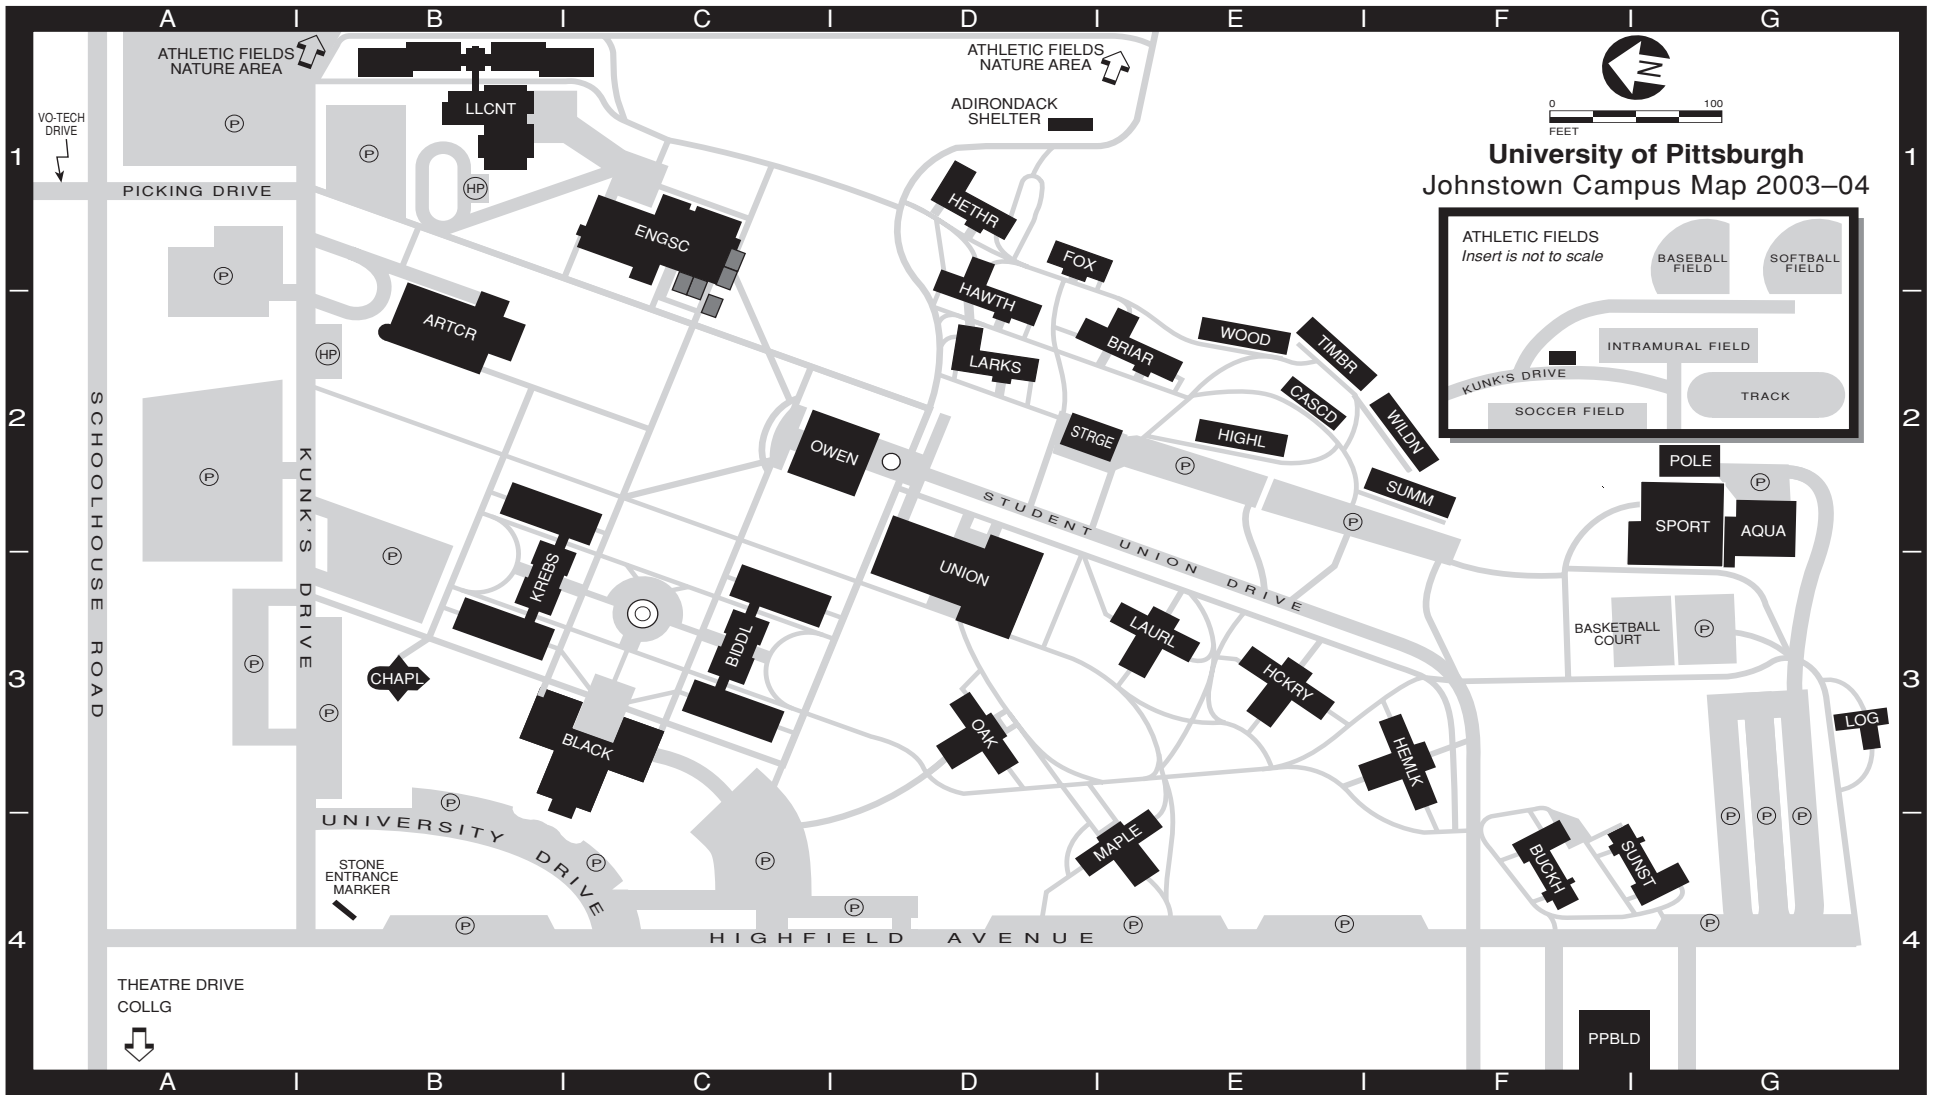 A I B I C I D I E I F I G
ATHLETIC FIELDS
NATURE AREA
ATHLETIC FIELDS
NATURE AREA
N
0 100
FEET
VO-TECH
DRIVE
P
LLCNT
P
HP
ADIRONDACK
SHELTER
1
1
University of Pittsburgh
Johnstown Campus Map 2003–04
PICKING DRIVE
ATHLETIC FIELDS
Insert is not to scale
BASEBALL
FIELD
SOFTBALL
FIELD
INTRAMURAL FIELD
KUNK'S DRIVE
TRACK
SOCCER FIELD
HETHR
ENGSC
FOX
P
HAWTH
ARTCR
WOOD
TIMBR
BRIAR
HP
LARKS
CASCD
WILDN
2
2
STRGE
HIGHL
OWEN
P
POLE
P
P
SUMM
P
SCHOOLHOUSE ROAD
KUNK'S DRIVE
STUDENT UNION DRIVE
SPORT
AQUA
P
KREBS
UNION
BASKETBALL
COURT
P
LAURL
BIDDL
P
CHAPL
3
3
HCKRY
P
LOG
OAK
BLACK
HEMLK
P
P
P
P
UNIVERSITY DRIVE
MAPLE
P
P
STONE
ENTRANCE
MARKER
BUCKH
SUNST
P
P
P
P
P
4
4
HIGHFIELD AVENUE
THEATRE DRIVE
COLLG
PPBLD
A I B I C I D I E I F I G